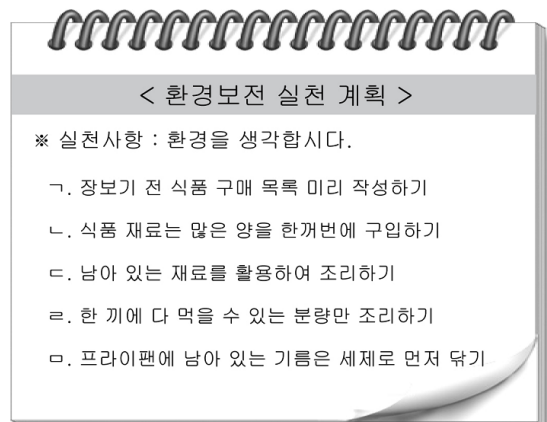 < 환경보전 실천 계획 >
※ 실천사항 : 환경을 생각합시다.
ㄱ. 장보기 전 식품 구매 목록 미리 작성하기
ㄴ. 식품 재료는 많은 양을 한꺼번에 구입하기
ㄷ. 남아 있는 재료를 활용하여 조리하기
ㄹ. 한 끼에 다 먹을 수 있는 분량만 조리하기
ㅁ. 프라이팬에 남아 있는 기름은 세제로 먼저 닦기